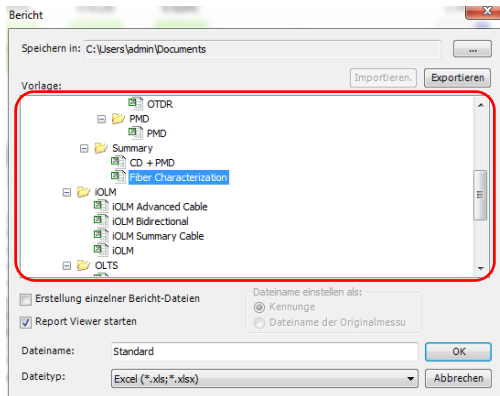 Bericht
Speichern in: C:\Users\admin\Documents
...
Importieren.
Exportieren
Vorlage:
OTDR
PMD
PMD
Summary
CD + PMD
Fiber Characterization
iOLM
iOLM Advanced Cable
iOLM Bidirectional
iOLM Summary Cable
iOLM
OLTS
Erstellung einzelner Bericht-Dateien
Dateiname einstellen als:
Kennunge
Report Viewer starten
Dateiname der Originalmessu
Dateiname: Standard
OK
Dateityp: Excel (*.xls;*.xlsx)
Abbrechen